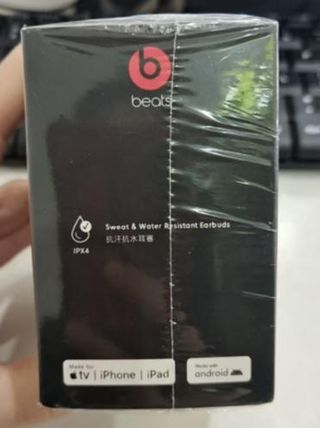 b
beats
Sweat & Water Resistant Earbuds
抗汗抗水耳塞
IPX4
Made for
tv | iPhone | iPad
Works with
android